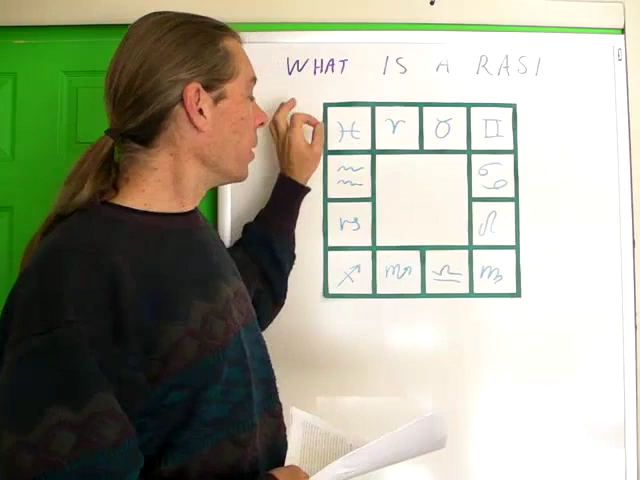 WHAT IS A RASI
♓ ♈ ♉ ♊
♒ ♋
♑ ♌
♐ ♏ ♎ ♍